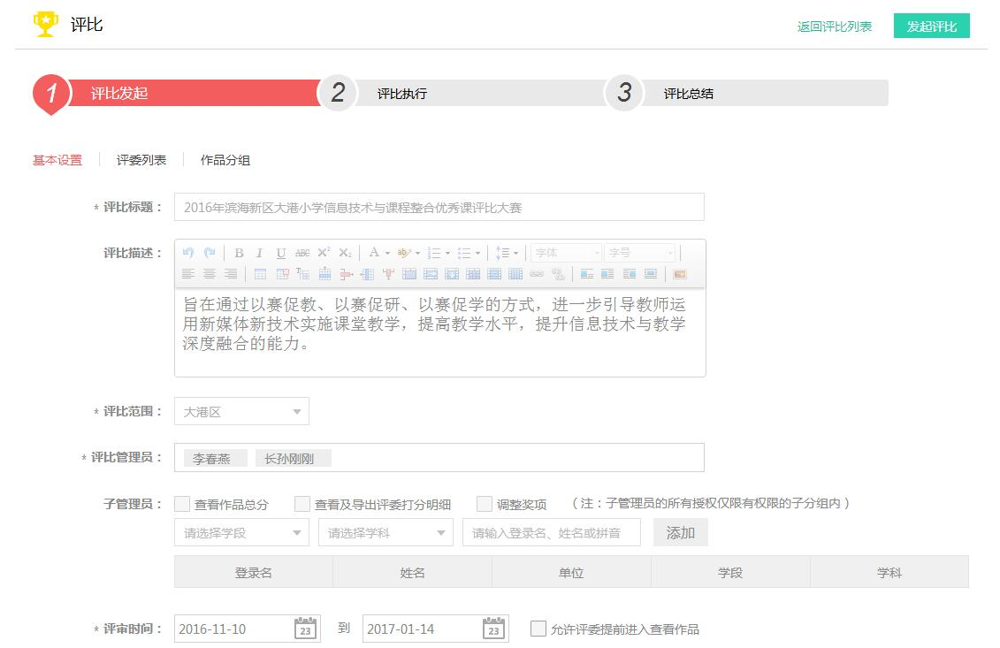 评比
返回评比列表 发起评比
1 评比发起 2 评比执行 3 评比总结
基本设置 评委列表 作品分组
* 评比标题： 2016年滨海新区大港小学信息技术与课程整合优秀课评比大赛
评比描述：
B I U ABC X² X₂ A ab 字体 字号
旨在通过以赛促教、以赛促研、以赛促学的方式，进一步引导教师运
用新媒体新技术实施课堂教学，提高教学水平，提升信息技术与教学
深度融合的能力。
* 评比范围： 大港区
* 评比管理员： 李春燕 长孙刚刚
子管理员： 查看作品总分 查看及导出评委打分明细 调整奖项 （注：子管理员的所有授权仅限有权限的子分组内）
请选择学段 请选择学科 请输入登录名、姓名或拼音 添加
登录名 姓名 单位 学段 学科
* 评审时间： 2016-11-10 23 到 2017-01-14 23 允许评委提前进入查看作品